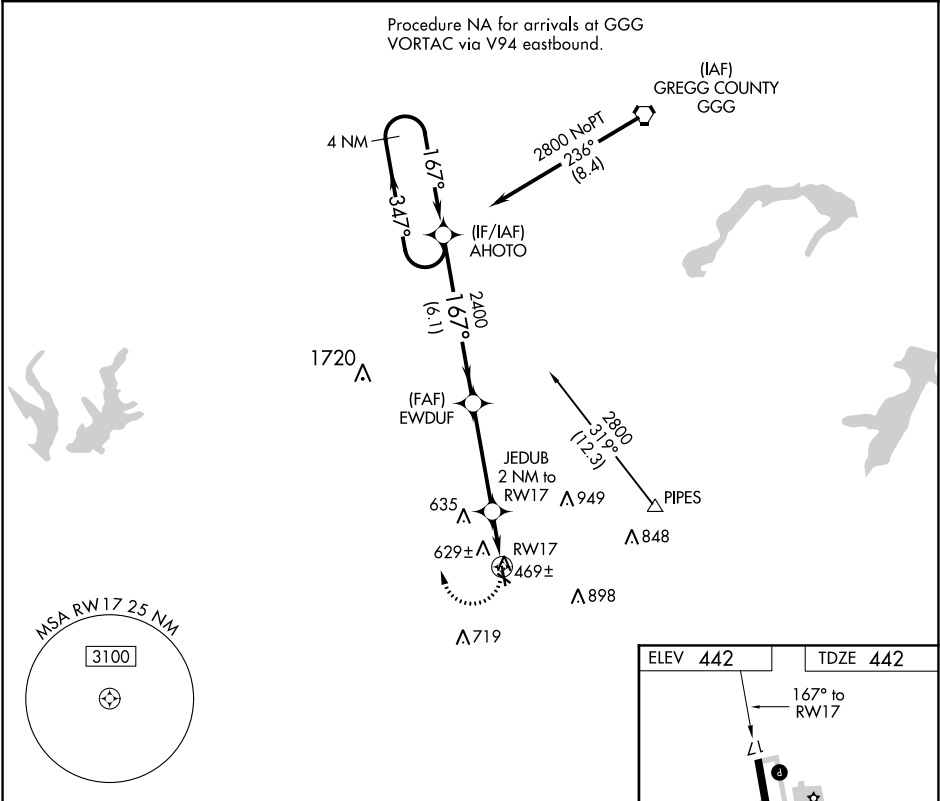 Procedure NA for arrivals at GGG
VORTAC via V94 eastbound.
(IAF)
GREGG COUNTY
GGG
2800 NoPT
236°
(8.4)
4 NM
167°
347°
(IF/IAF)
AHOTO
2400
167°
(6.1)
1720
(FAF)
EWDUF
2800
319°
(12.3)
JEDUB
2 NM to
RW17
949
PIPES
635
848
629±
RW17
469±
898
719
MSA RW17 25 NM
3100
ELEV 442
TDZE 442
167° to
RW17
17
P